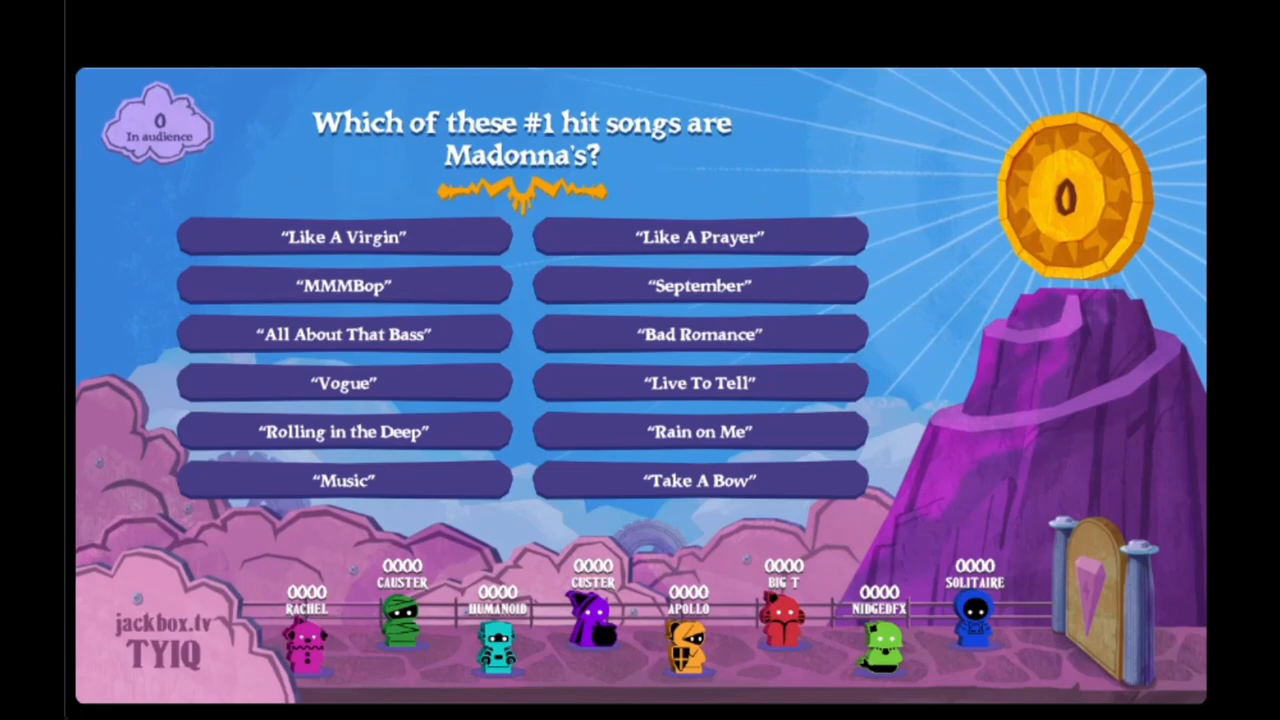 0
In audience
Which of these #1 hit songs are
Madonna's?
0
“Like A Virgin”
“Like A Prayer”
“MMMBop”
“September”
“All About That Bass”
“Bad Romance”
“Vogue”
“Live To Tell”
“Rolling in the Deep”
“Rain on Me”
“Music”
“Take A Bow”
0000
RACHEL
0000
CAUSTER
0000
HUMANOID
0000
CUSTER
0000
APOLLO
0000
BIG T
0000
NIDGEDFX
0000
SOLITAIRE
jackbox.tv
TYIQ